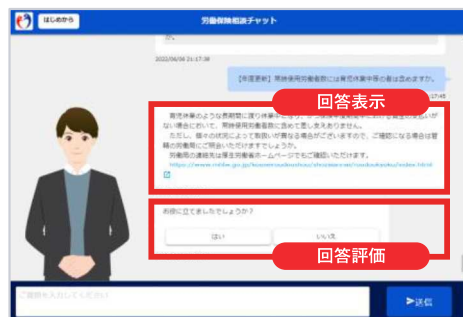 はじめから
労働保険相談チャット
か。
2022/06/06 21:17:38
【年度更新】常時使用労働者数には育児休業中等の者は含めますか。
17:45
回答表示
育児休業のような長期間に渡り休業
ない場合において、常時使用労働者数に含めて差し支えありません。
ただし、個々の状況によって取扱いが異なる場合がございますので、ご確認になる場合は管
轄の労働局にご照会いただけますでしょうか。
労働局の連絡先は厚生労働省ホームページでもご確認いただけます。
お役に立てましたでしょうか？
はい
いいえ
回答評価
ご質問を入力してください
送信